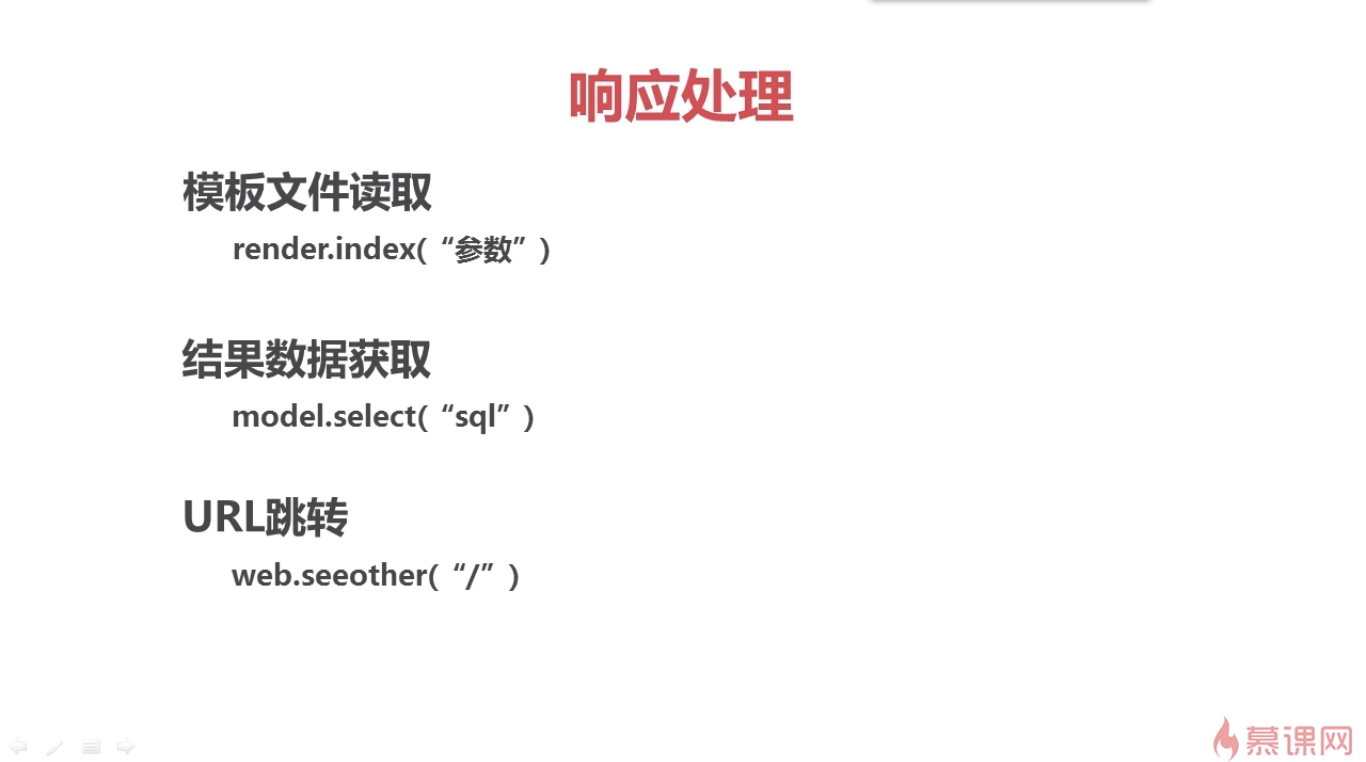 响应处理
模板文件读取
render.index(“参数”)
结果数据获取
model.select(“sql”)
URL跳转
web.seeother(“/”)
慕课网